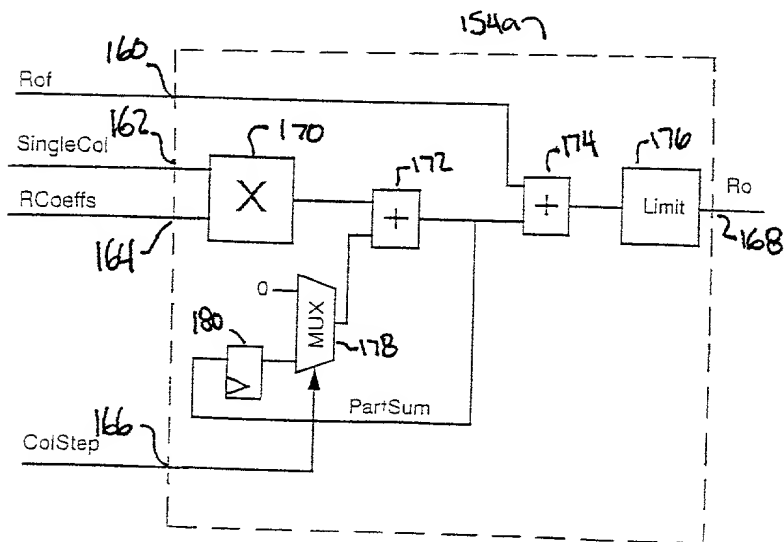 154a
160
Rof
162
SingleCol
170
172
174
176
X
+
+
Limit
Ro
RCoeffs
164
168
0
MUX
180
178
PartSum
166
ColStep